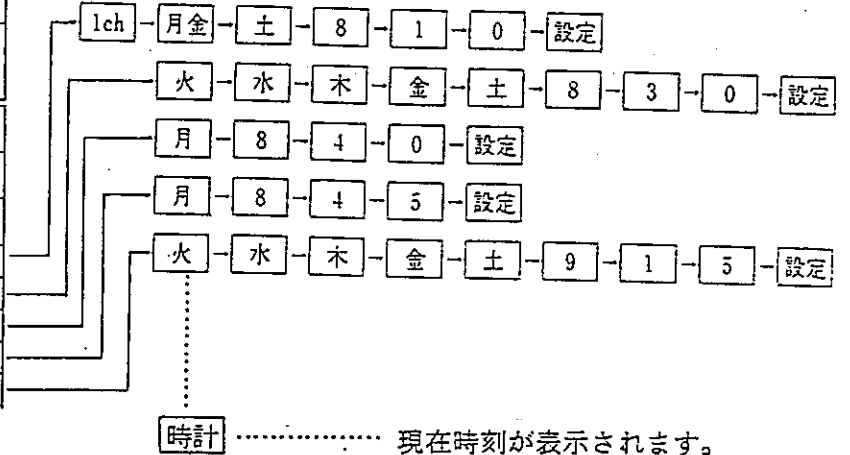 1ch 月金 土 8 1 0 設定
火 水 木 金 土 8 3 0 設定
月 8 4 0 設定
月 8 4 5 設定
火 水 木 金 土 9 1 5 設定
時計 ……………… 現在時刻が表示されます。